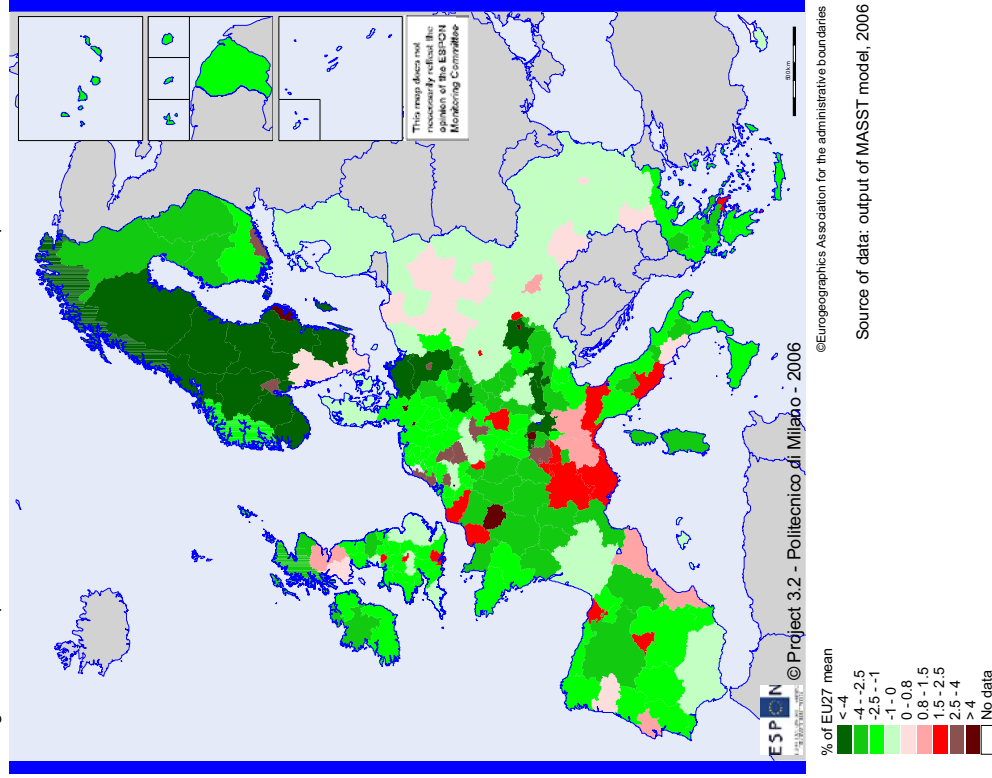 This map does not
necessarily reflect the
opinion of the ESPON
Monitoring Committee
500 km
ESPON
© Project 3.2 - Politecnico di Milano - 2006
©Eurogeographics Association for the administrative boundaries
Source of data: output of MASST model, 2006
% of EU27 mean
< -4
-4 - -2.5
-2.5 - -1
-1 - 0
0 - 0.8
0.8 - 1.5
1.5 - 2.5
2.5 - 4
> 4
No data